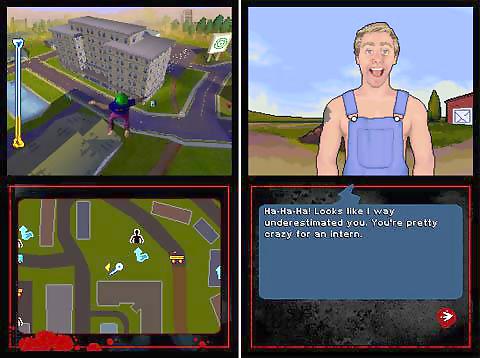 Ha-Ha-Ha! Looks like I way
underestimated you. You're pretty
crazy for an intern.